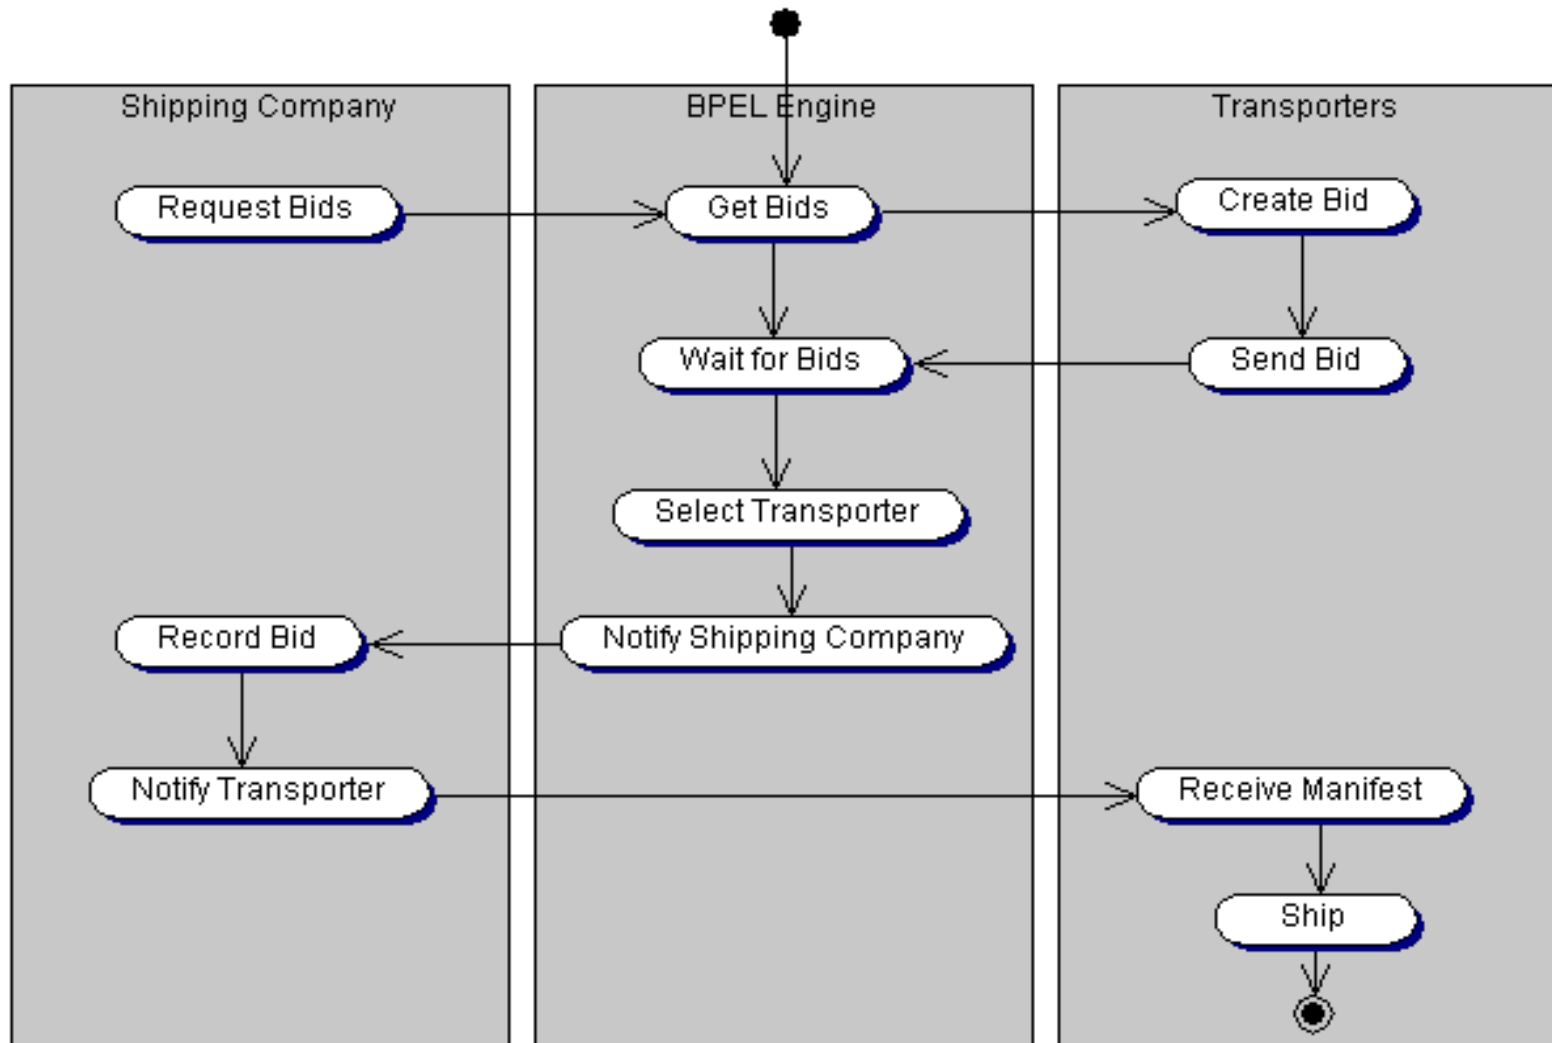 Shipping Company
BPEL Engine
Transporters
Request Bids
Get Bids
Create Bid
Wait for Bids
Send Bid
Select Transporter
Record Bid
Notify Shipping Company
Notify Transporter
Receive Manifest
Ship